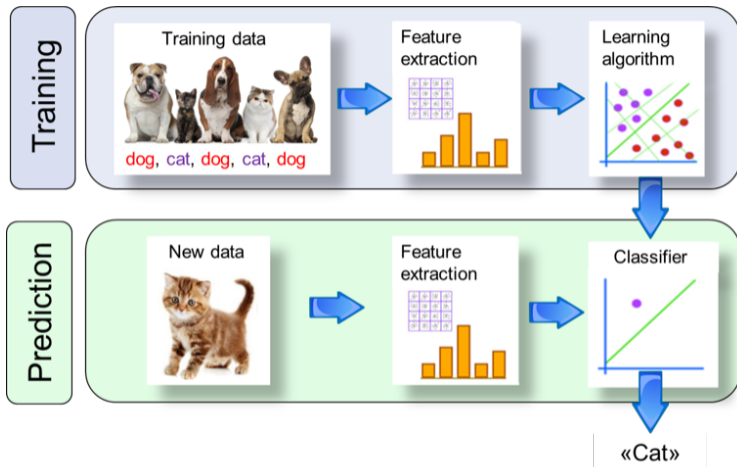 Training
Training data
dog, cat, dog, cat, dog
Feature
extraction
Learning
algorithm
Prediction
New data
Feature
extraction
Classifier
«Cat»